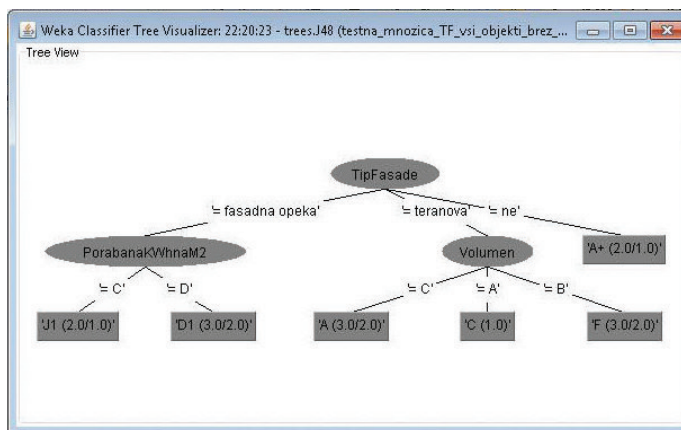 Weka Classifier Tree Visualizer: 22:20:23 - trees.J48 (testna_mnozica_TF_vsi_objekti_brez_...
Tree View
TipFasade
'= fasadna opeka' '= teranova' '= ne'
PorabanaKWhnaM2 Volumen 'A+ (2.0/1.0)'
'= C' '= D' '= C' '= A' '= B'
'J1 (2.0/1.0)' 'D1 (3.0/2.0)' 'A (3.0/2.0)' 'C (1.0)' 'F (3.0/2.0)'